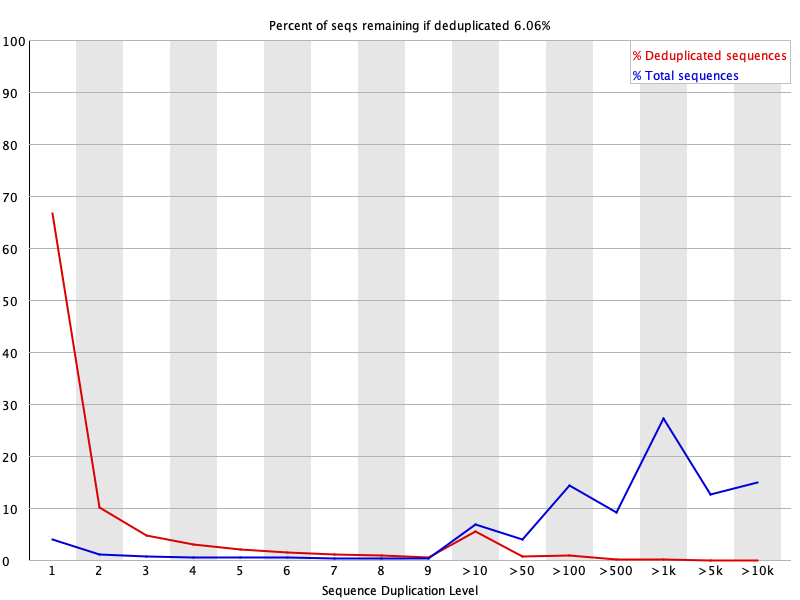 Percent of seqs remaining if deduplicated 6.06%
% Deduplicated sequences
% Total sequences
100
90
80
70
60
50
40
30
20
10
0
1 2 3 4 5 6 7 8 9 >10 >50 >100 >500 >1k >5k >10k
Sequence Duplication Level